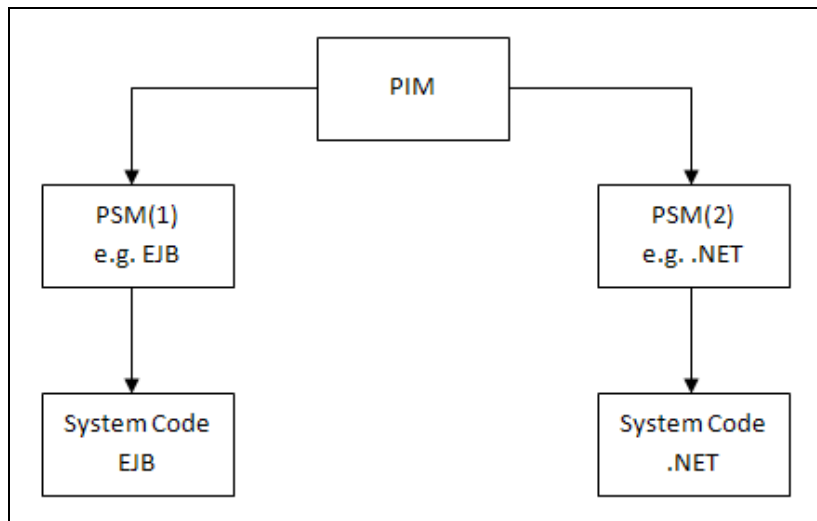 PIM
PSM(1)
e.g. EJB
PSM(2)
e.g. .NET
System Code
EJB
System Code
.NET